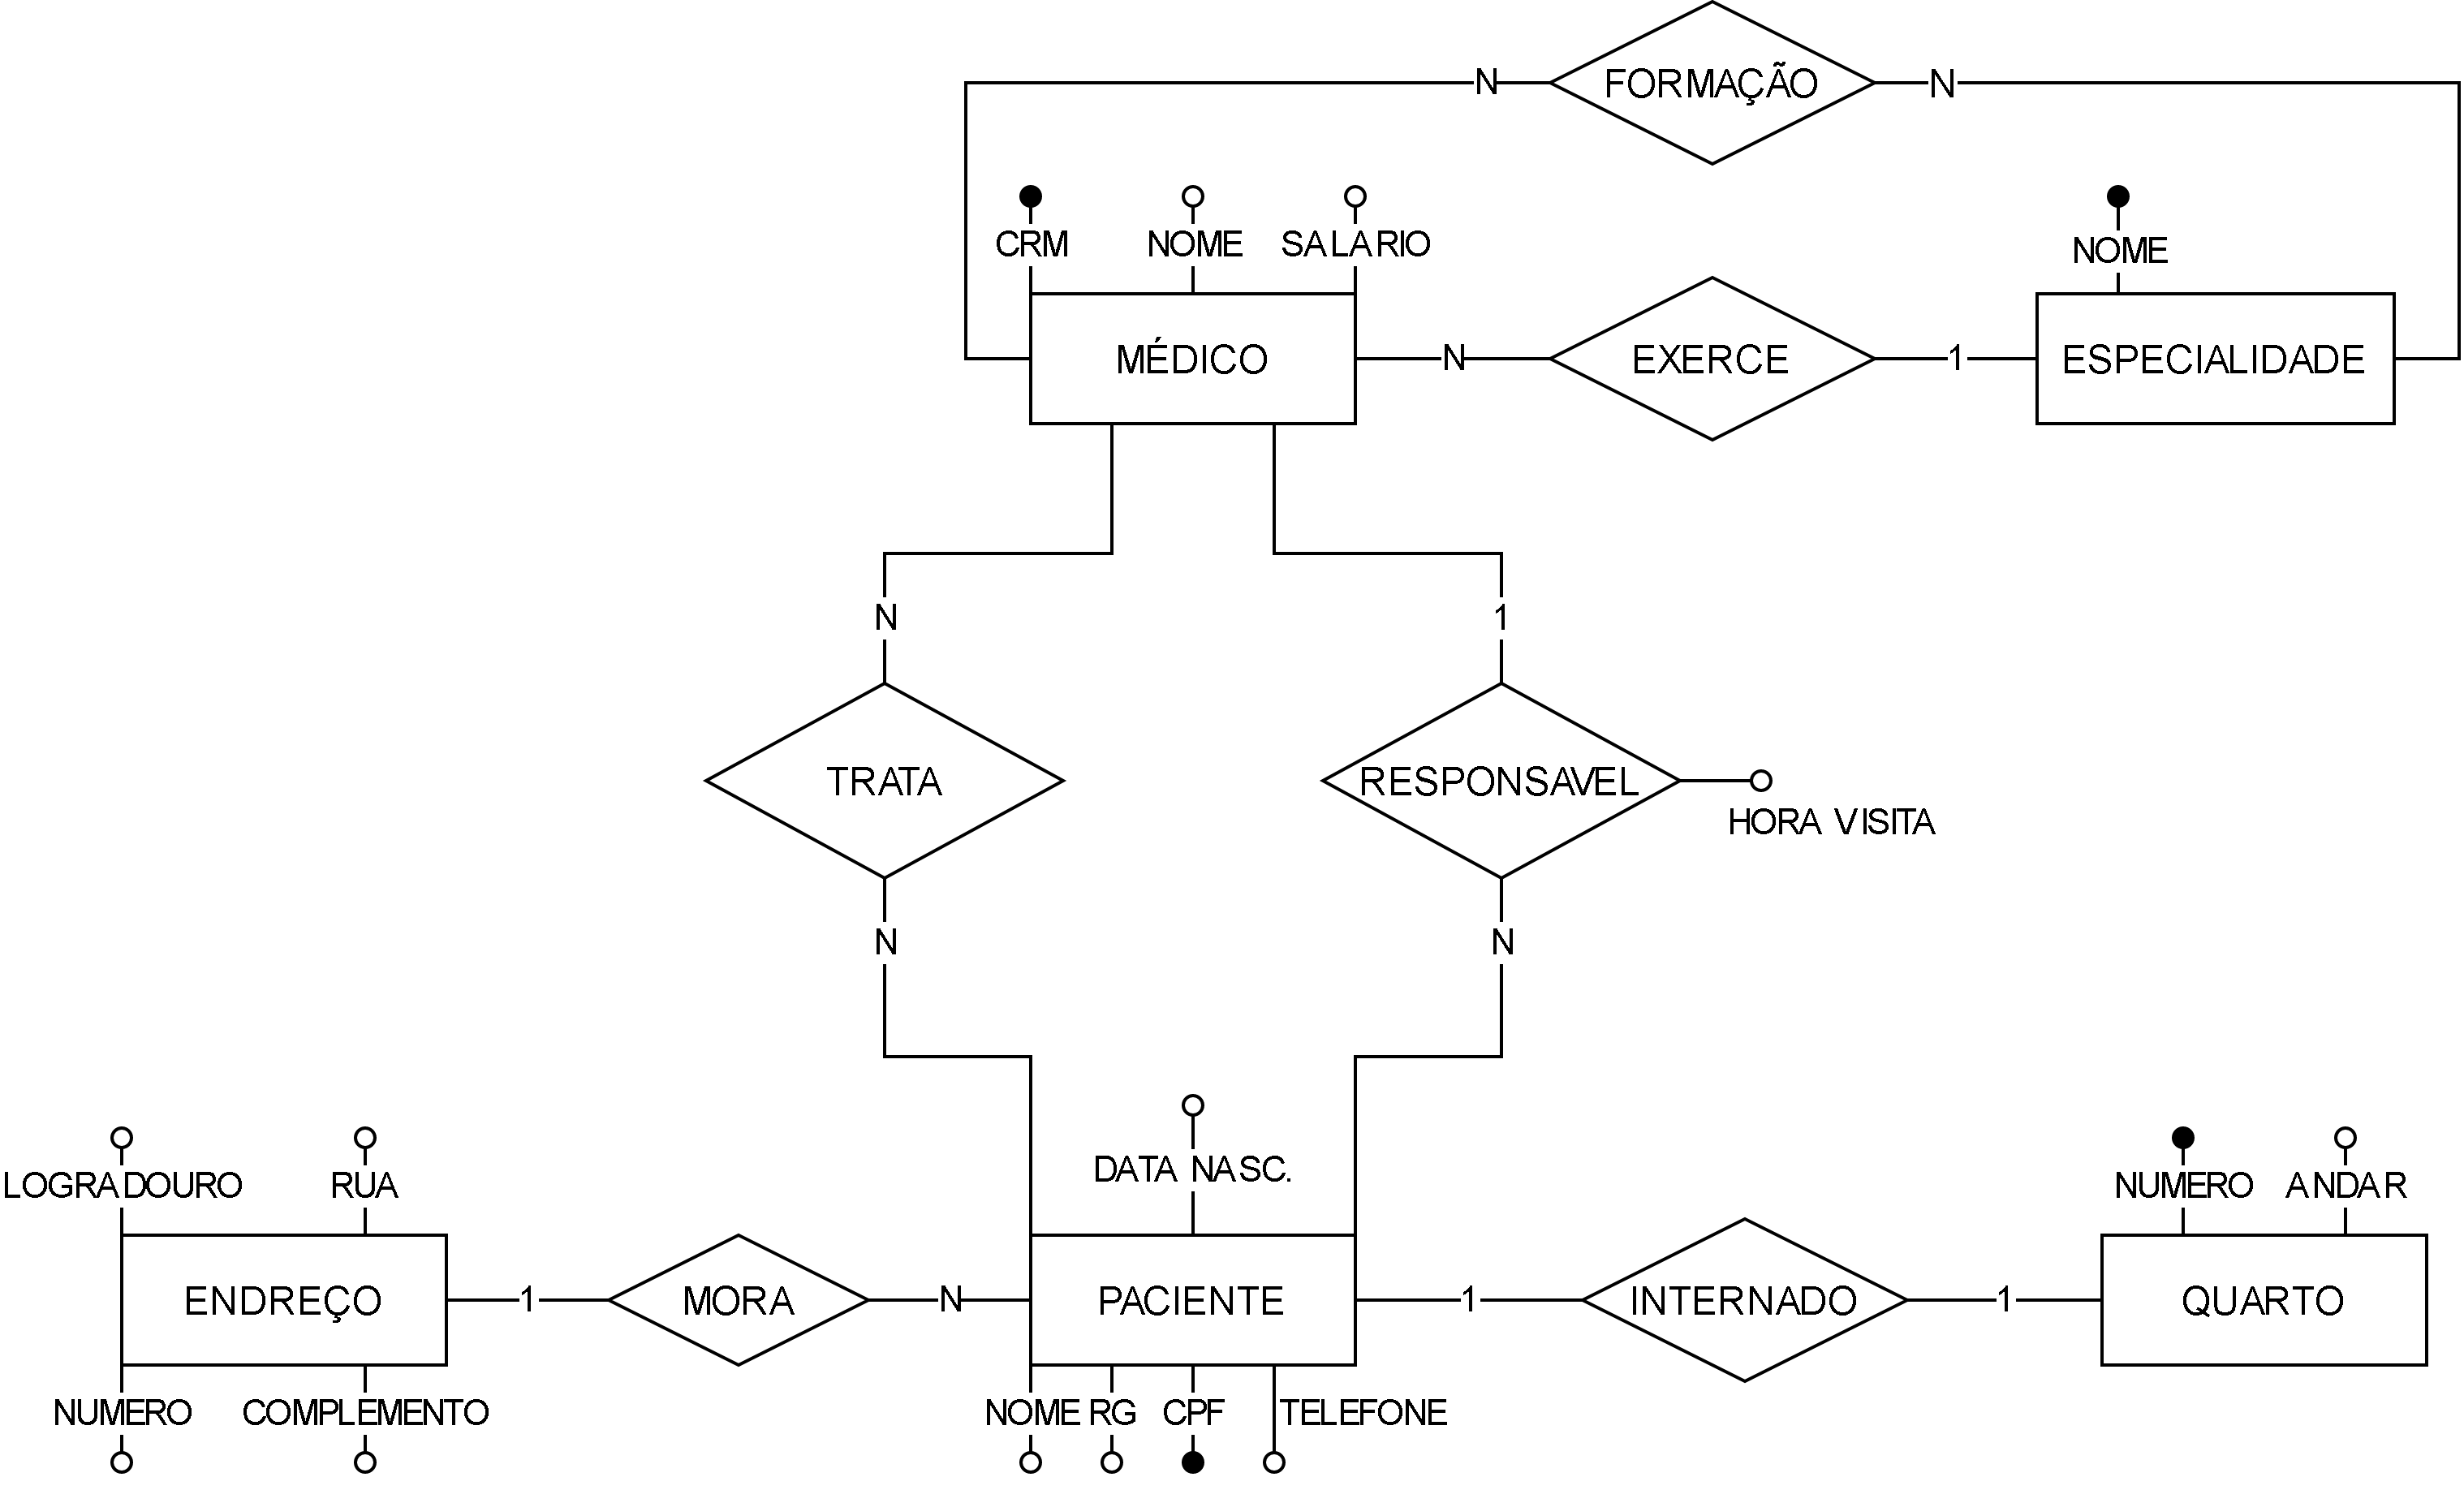 N
FORMAÇÃO
N
CRM
NOME
SALARIO
NOME
MÉDICO
N
EXERCE
1
ESPECIALIDADE
N
1
TRATA
RESPONSAVEL
HORA VISITA
N
N
DATA NASC.
LOGRADOURO
RUA
NUMERO
ANDAR
ENDREÇO
1
MORA
N
PACIENTE
1
INTERNADO
1
QUARTO
NUMERO
COMPLEMENTO
NOME
RG
CPF
TELEFONE